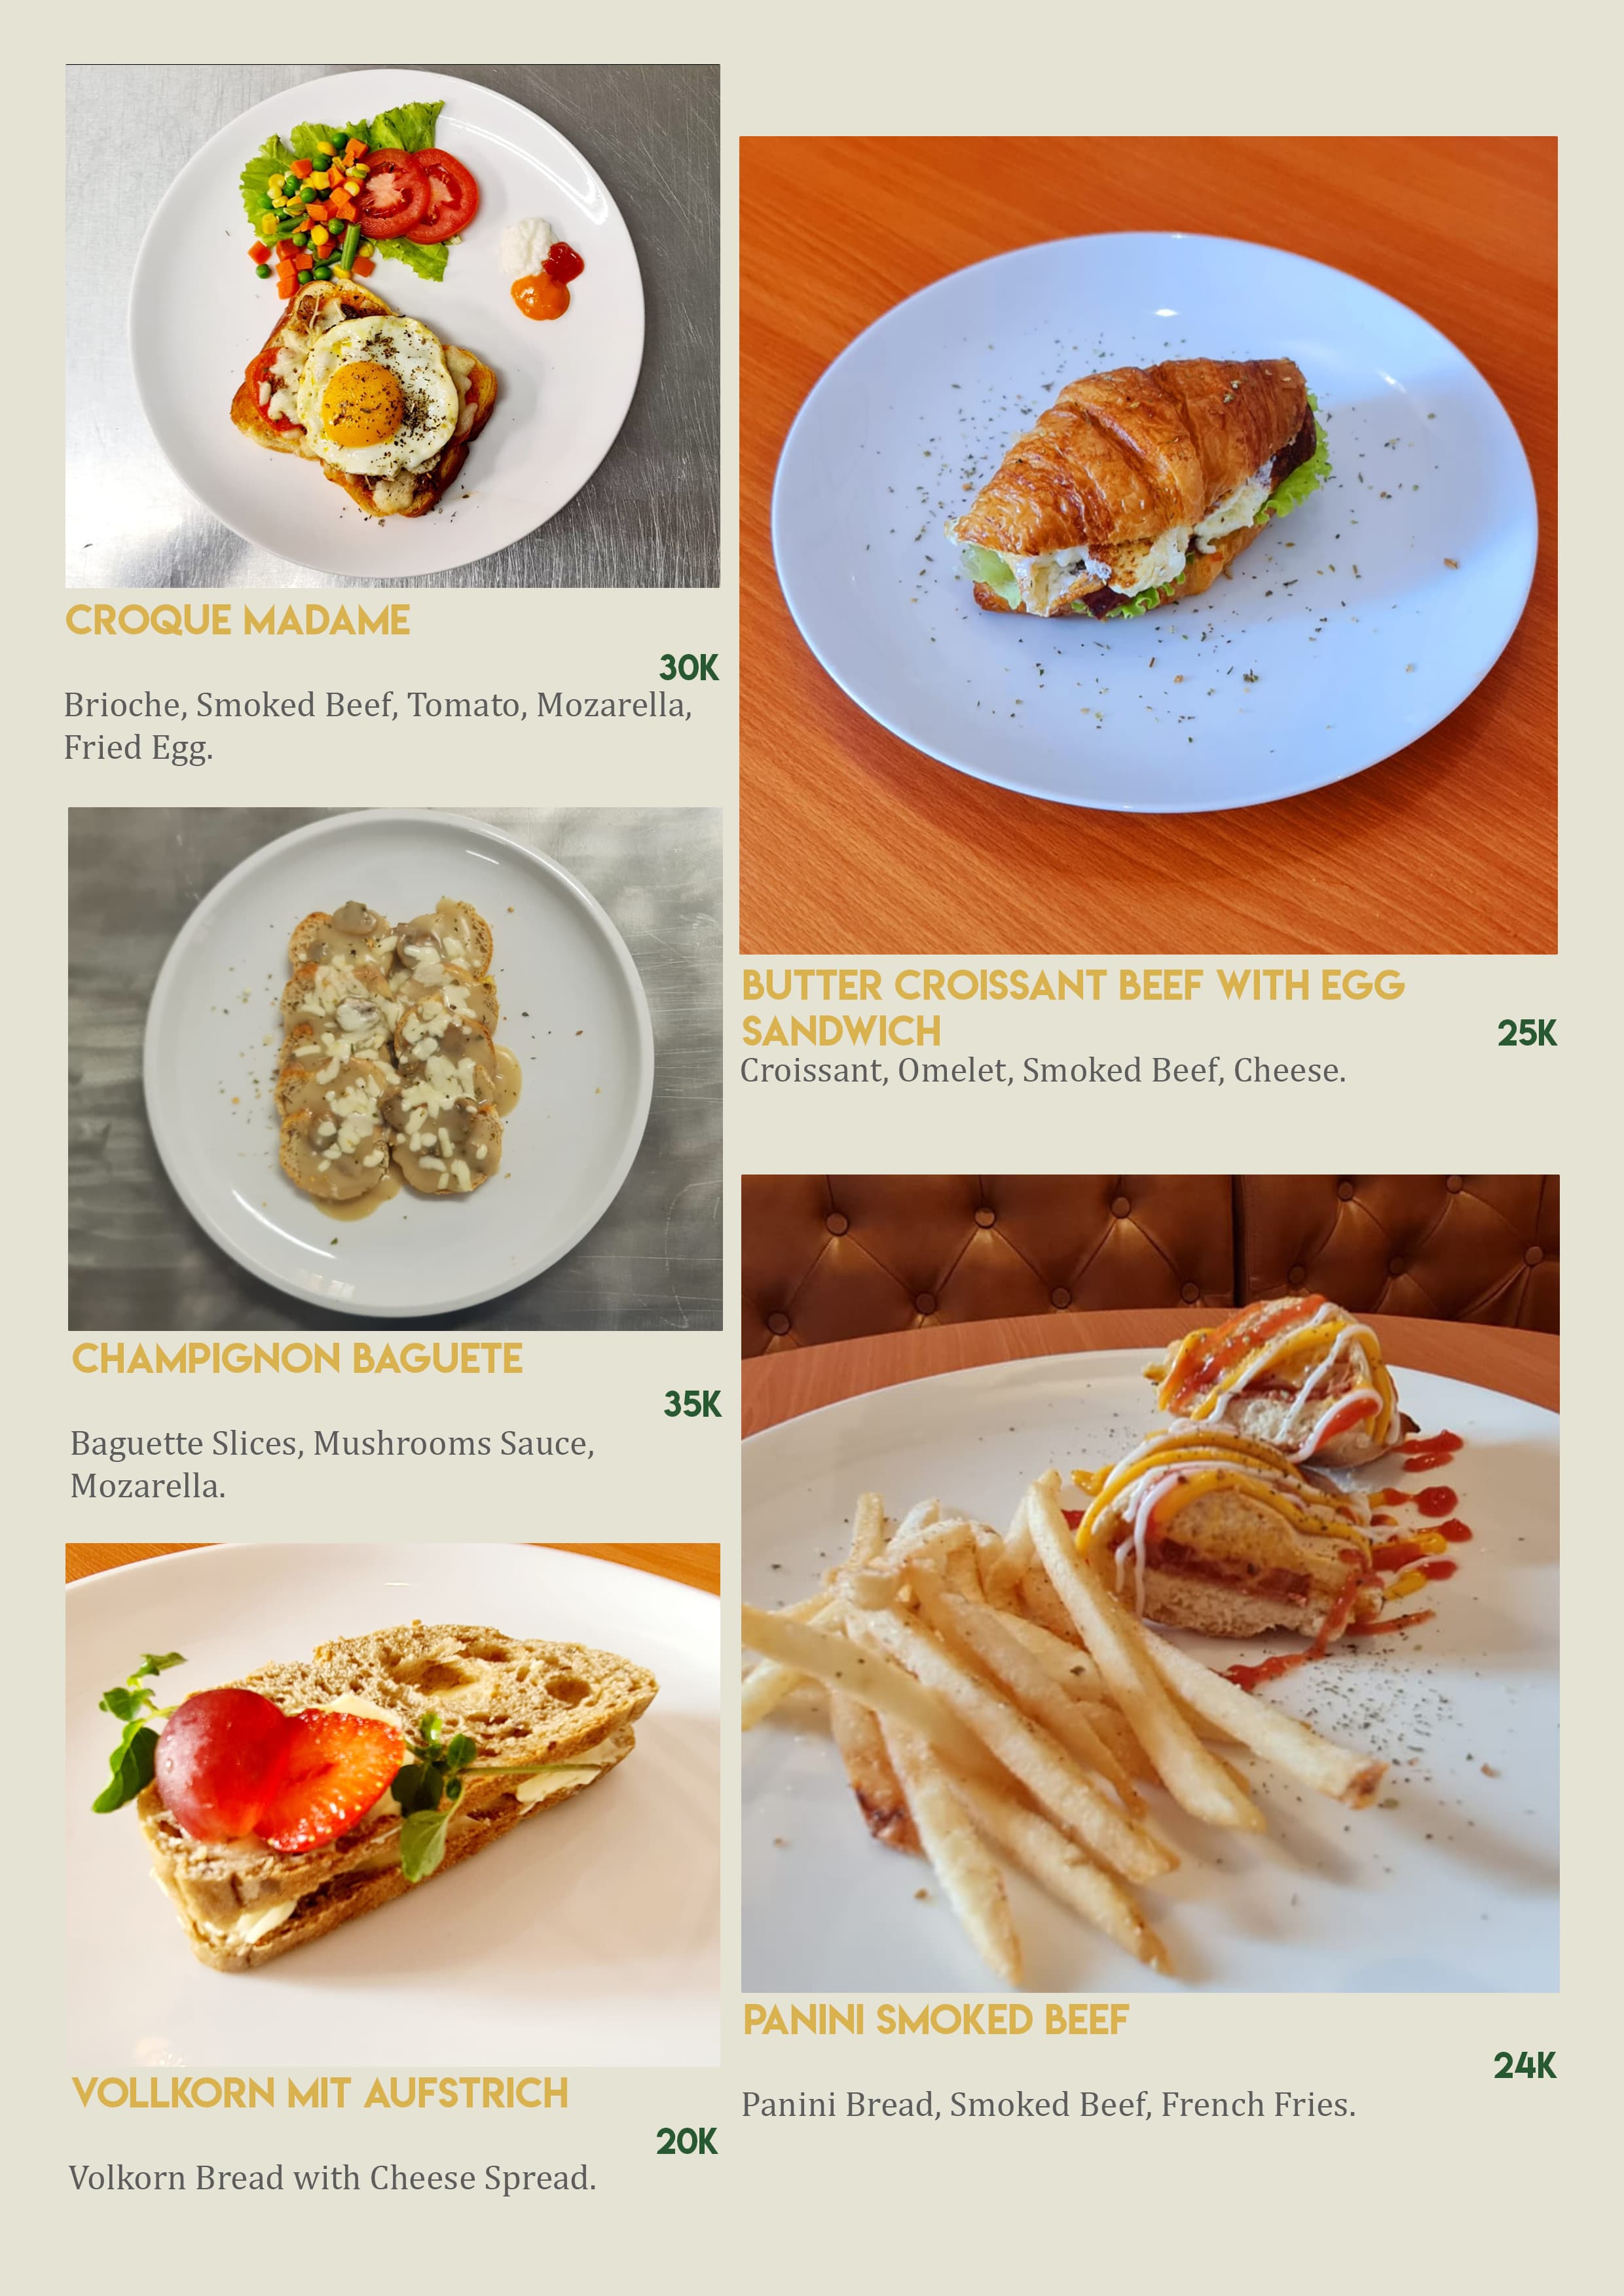 CROQUE MADAME
30K
Brioche, Smoked Beef, Tomato, Mozarella,
Fried Egg.
CHAMPIGNON BAGUETE
35K
Baguette Slices, Mushrooms Sauce,
Mozarella.
VOLLKORN MIT AUFSTRICH
20K
Volkorn Bread with Cheese Spread.
BUTTER CROISSANT BEEF WITH EGG
SANDWICH 25K
Croissant, Omelet, Smoked Beef, Cheese.
PANINI SMOKED BEEF
24K
Panini Bread, Smoked Beef, French Fries.